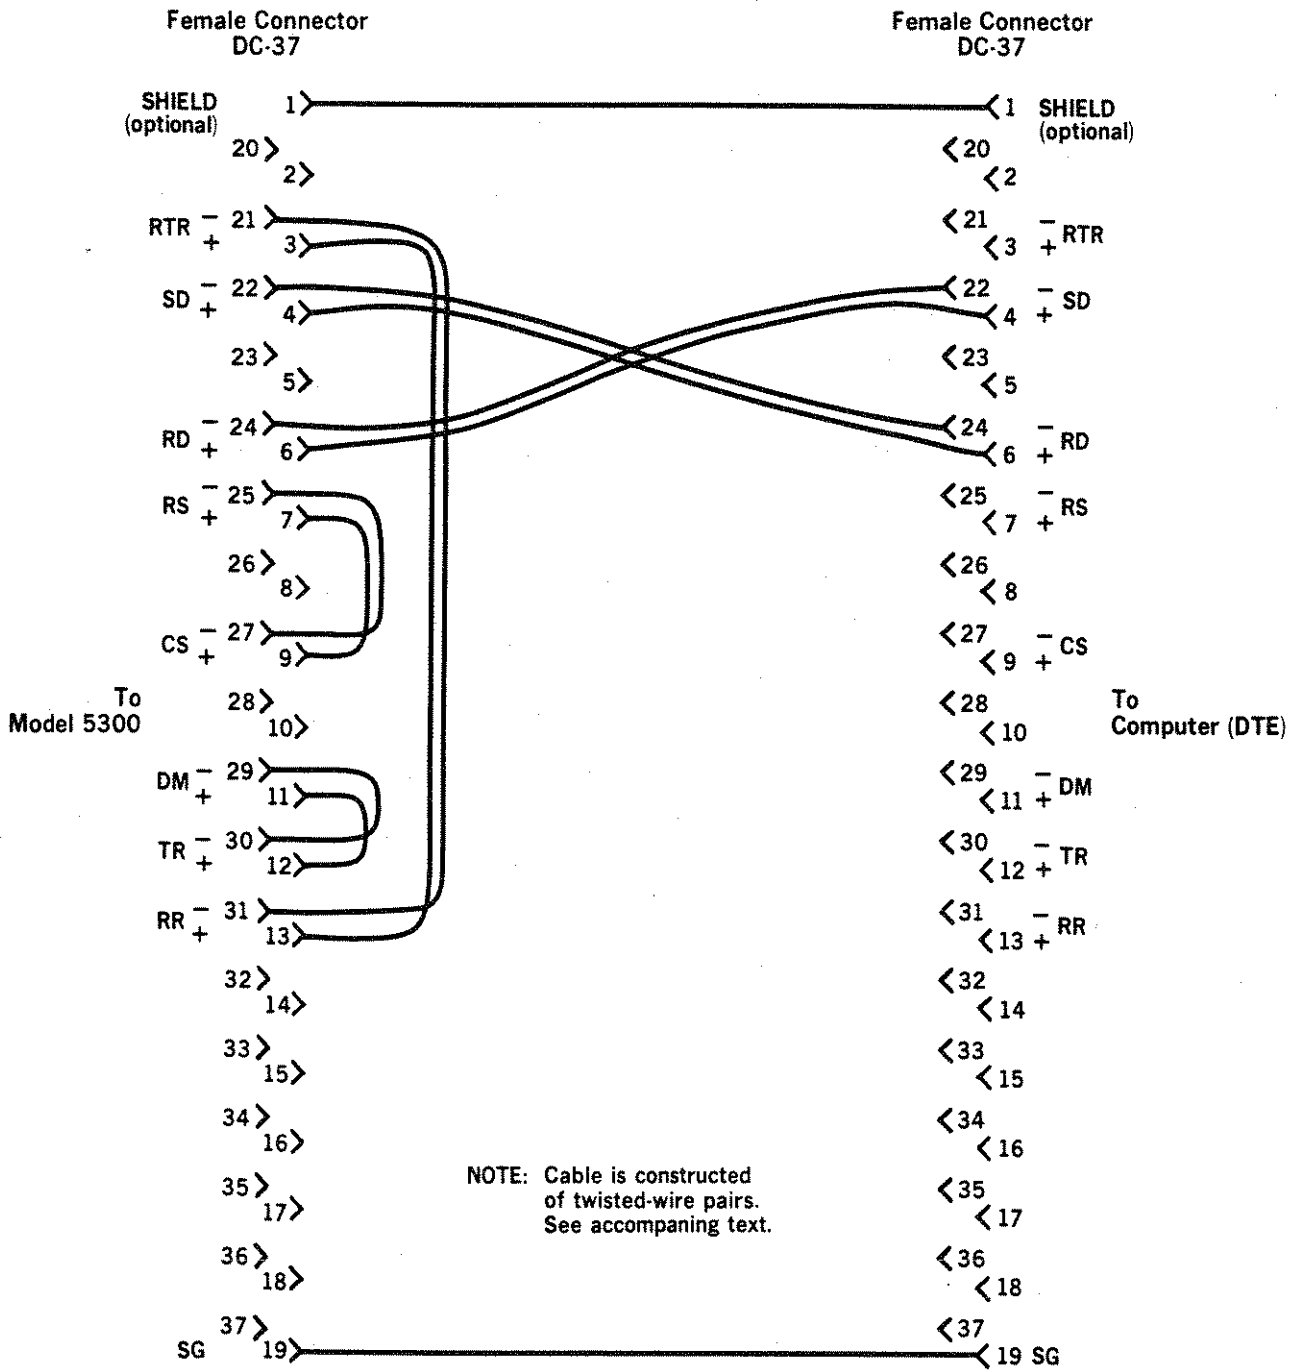 Female Connector
DC-37
Female Connector
DC-37
SHIELD 1 1 SHIELD
(optional) (optional)
20 20
2 2
RTR − 21 21 − RTR
+ 3 3 +
SD − 22 22 − SD
+ 4 4 +
23 23
5 5
RD − 24 24 − RD
+ 6 6 +
RS − 25 25 − RS
+ 7 7 +
26 26
8 8
CS − 27 27 − CS
+ 9 9 +
To 28 28 To
Model 5300 10 10 Computer (DTE)
DM − 29 29 − DM
+ 11 11 +
TR − 30 30 − TR
+ 12 12 +
RR − 31 31 − RR
+ 13 13 +
32 32
14 14
33 33
15 15
34 34
16 16
NOTE: Cable is constructed
of twisted-wire pairs.
See accompaning text.
35 35
17 17
36 36
18 18
37 37
SG 19 19 SG